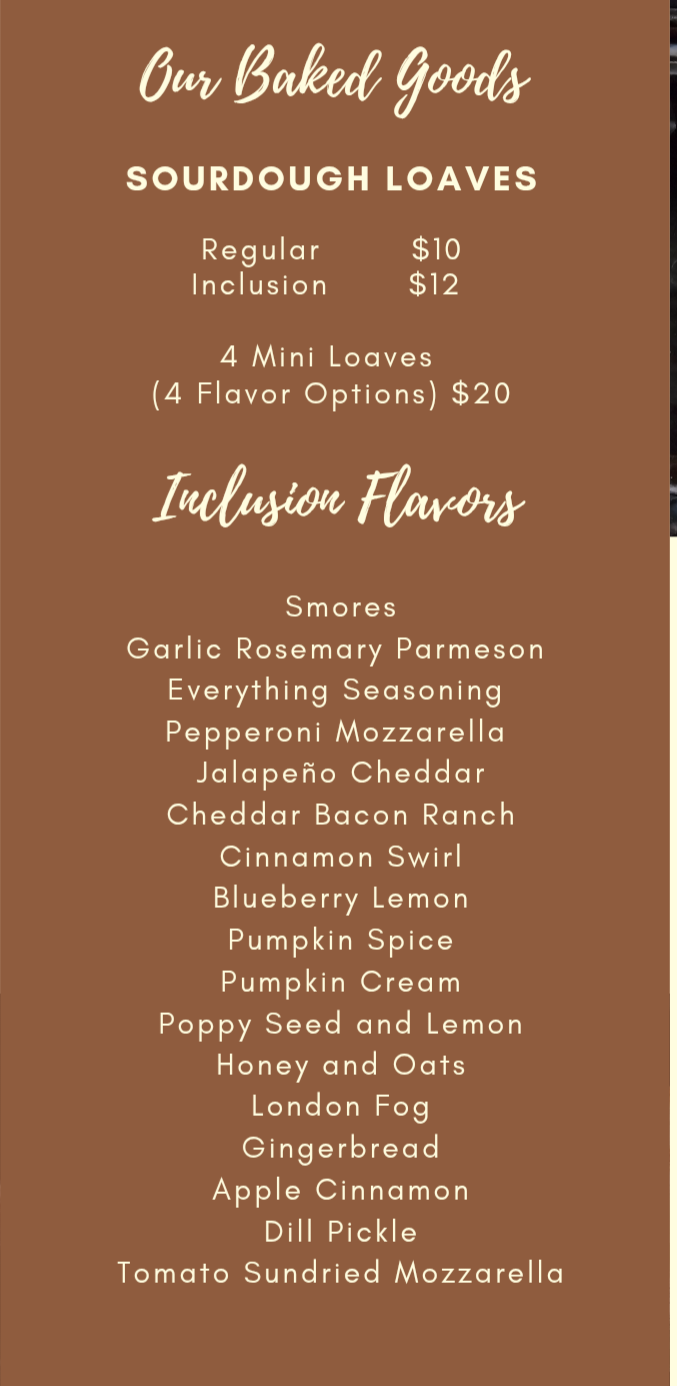 Our Baked Goods
SOURDOUGH LOAVES
Regular $10
Inclusion $12
4 Mini Loaves
(4 Flavor Options) $20
Inclusion Flavors
Smores
Garlic Rosemary Parmeson
Everything Seasoning
Pepperoni Mozzarella
Jalapeño Cheddar
Cheddar Bacon Ranch
Cinnamon Swirl
Blueberry Lemon
Pumpkin Spice
Pumpkin Cream
Poppy Seed and Lemon
Honey and Oats
London Fog
Gingerbread
Apple Cinnamon
Dill Pickle
Tomato Sundried Mozzarella